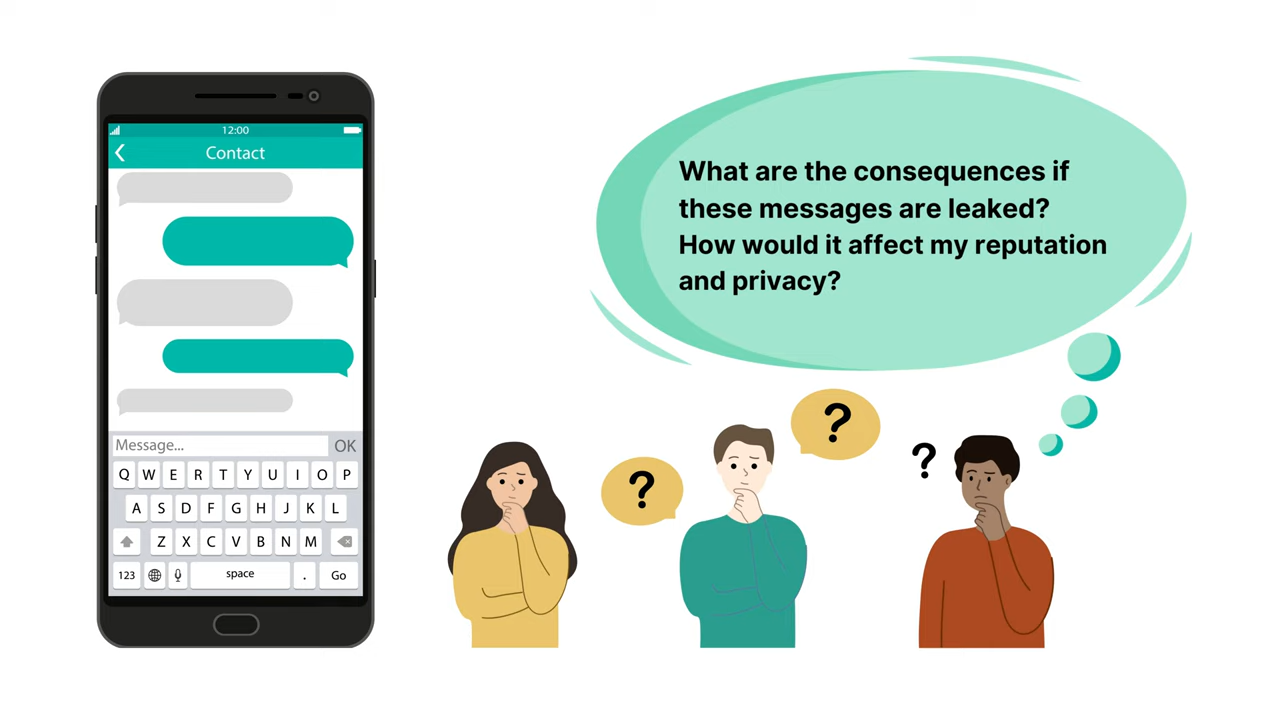 12:00
Contact
Message...
OK
Q W E R T Y U I O P
A S D F G H J K L
Z X C V B N M
123 space . Go
What are the consequences if
these messages are leaked?
How would it affect my reputation
and privacy?
?
?
?